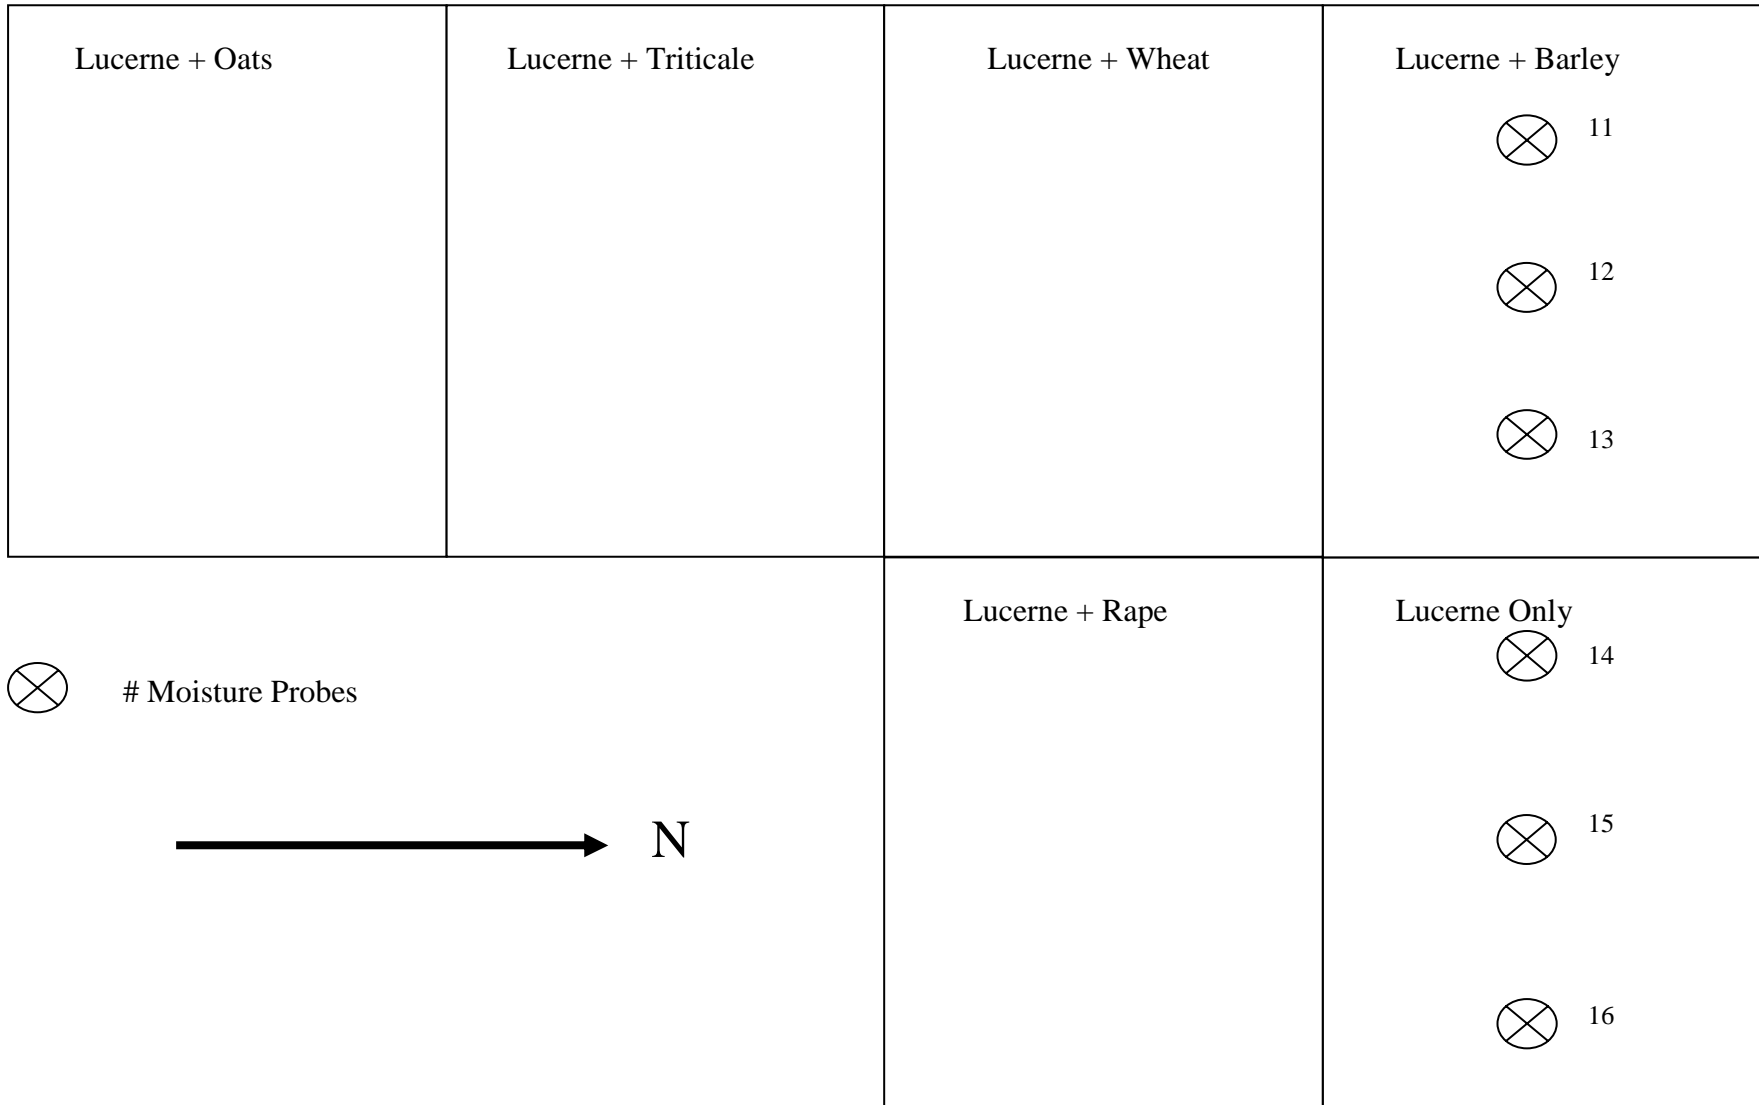 Lucerne + Oats
Lucerne + Triticale
Lucerne + Wheat
Lucerne + Barley
11
12
13
Lucerne + Rape
Lucerne Only
14
# Moisture Probes
15
N
16